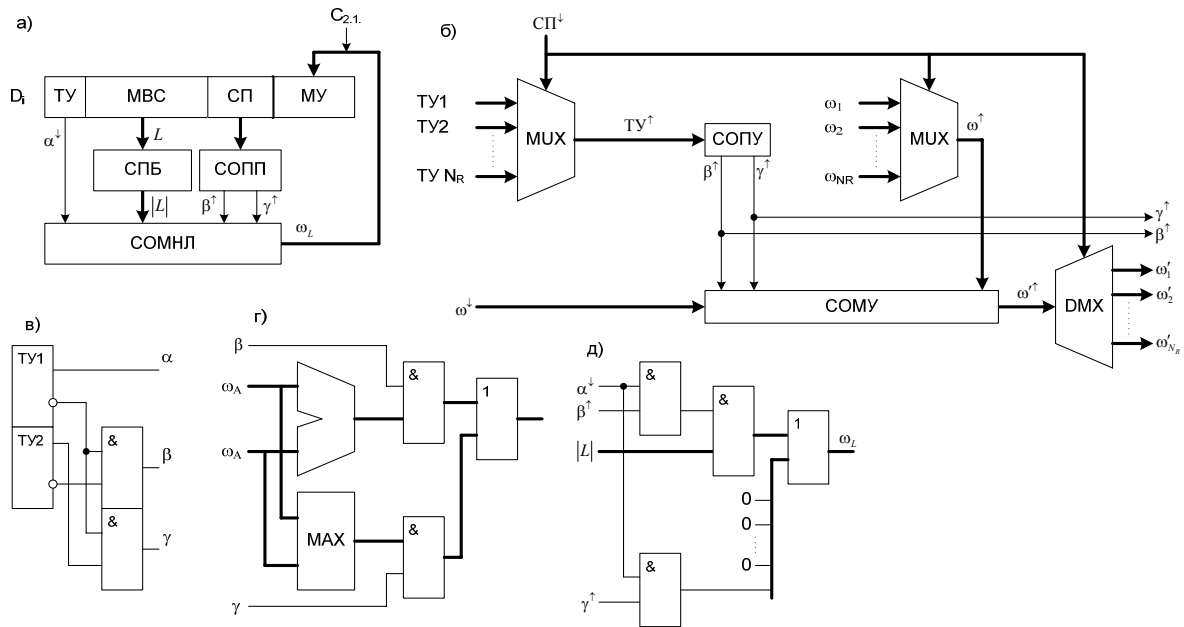 а)
C2.1.
Di
ТУ МВС СП МУ
α↓
L
СПБ
СОПП
|L|
β↑
γ↑
СОМНЛ
ωL
б)
СП↓
ТУ1
ТУ2
ТУ NR
MUX
ТУ↑
СОПУ
β↑
γ↑
ω1
ω2
ωNR
MUX
ω↑
γ↑
β↑
ω↓
СОМУ
ω'↑
DMX
ω'1
ω'2
ω'NR
в)
ТУ1
α
ТУ2
&
β
&
γ
г)
β
ωA
ωA
MAX
γ
&
&
1
д)
α↓
β↑
|L|
&
&
1
ωL
0
0
0
&
γ↑